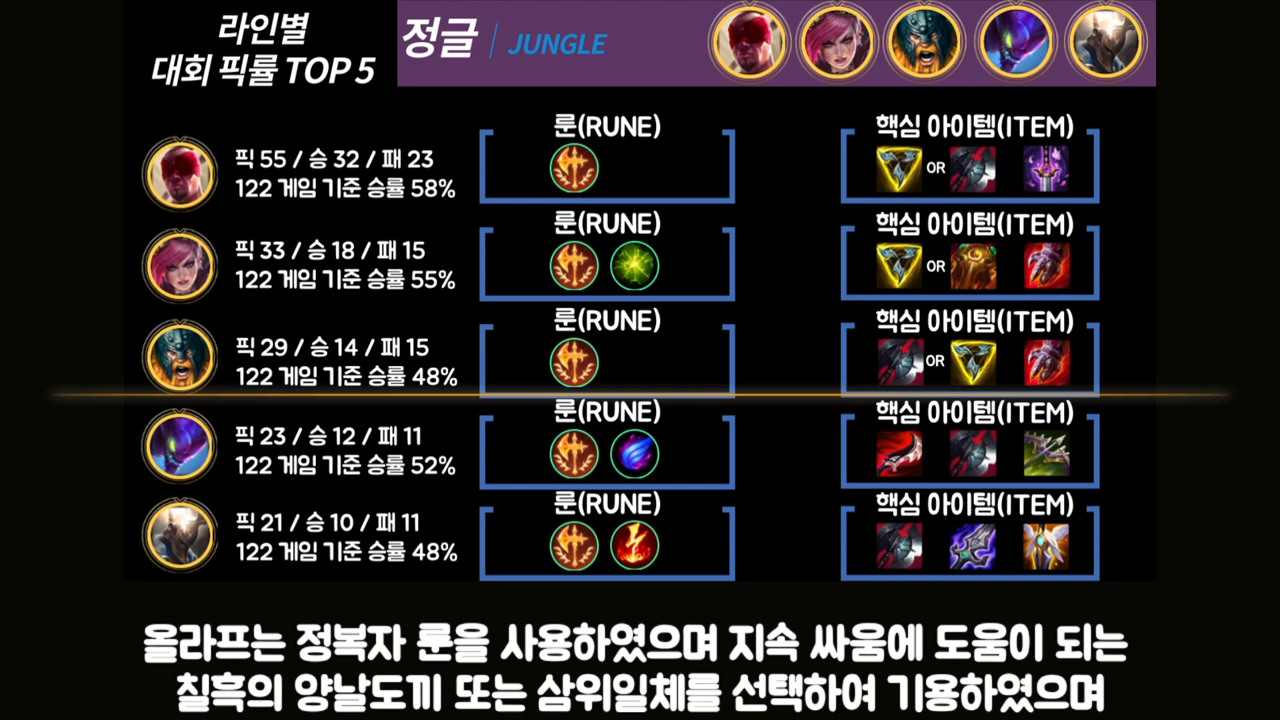 라인별
대회 픽률 TOP 5
정글 | JUNGLE
룬(RUNE)
핵심 아이템(ITEM)
픽 55 / 승 32 / 패 23
122 게임 기준 승률 58%
OR
룬(RUNE)
핵심 아이템(ITEM)
픽 33 / 승 18 / 패 15
122 게임 기준 승률 55%
OR
룬(RUNE)
핵심 아이템(ITEM)
픽 29 / 승 14 / 패 15
122 게임 기준 승률 48%
OR
룬(RUNE)
핵심 아이템(ITEM)
픽 23 / 승 12 / 패 11
122 게임 기준 승률 52%
룬(RUNE)
핵심 아이템(ITEM)
픽 21 / 승 10 / 패 11
122 게임 기준 승률 48%
올라프는 정복자 룬을 사용하였으며 지속 싸움에 도움이 되는
칠흑의 양날도끼 또는 삼위일체를 선택하여 기용하였으며